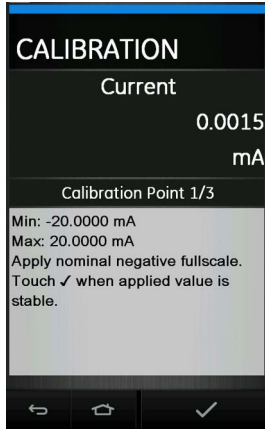 CALIBRATION
Current
0.0015
mA
Calibration Point 1/3
Min: -20.0000 mA
Max: 20.0000 mA
Apply nominal negative fullscale.
Touch ✓ when applied value is
stable.